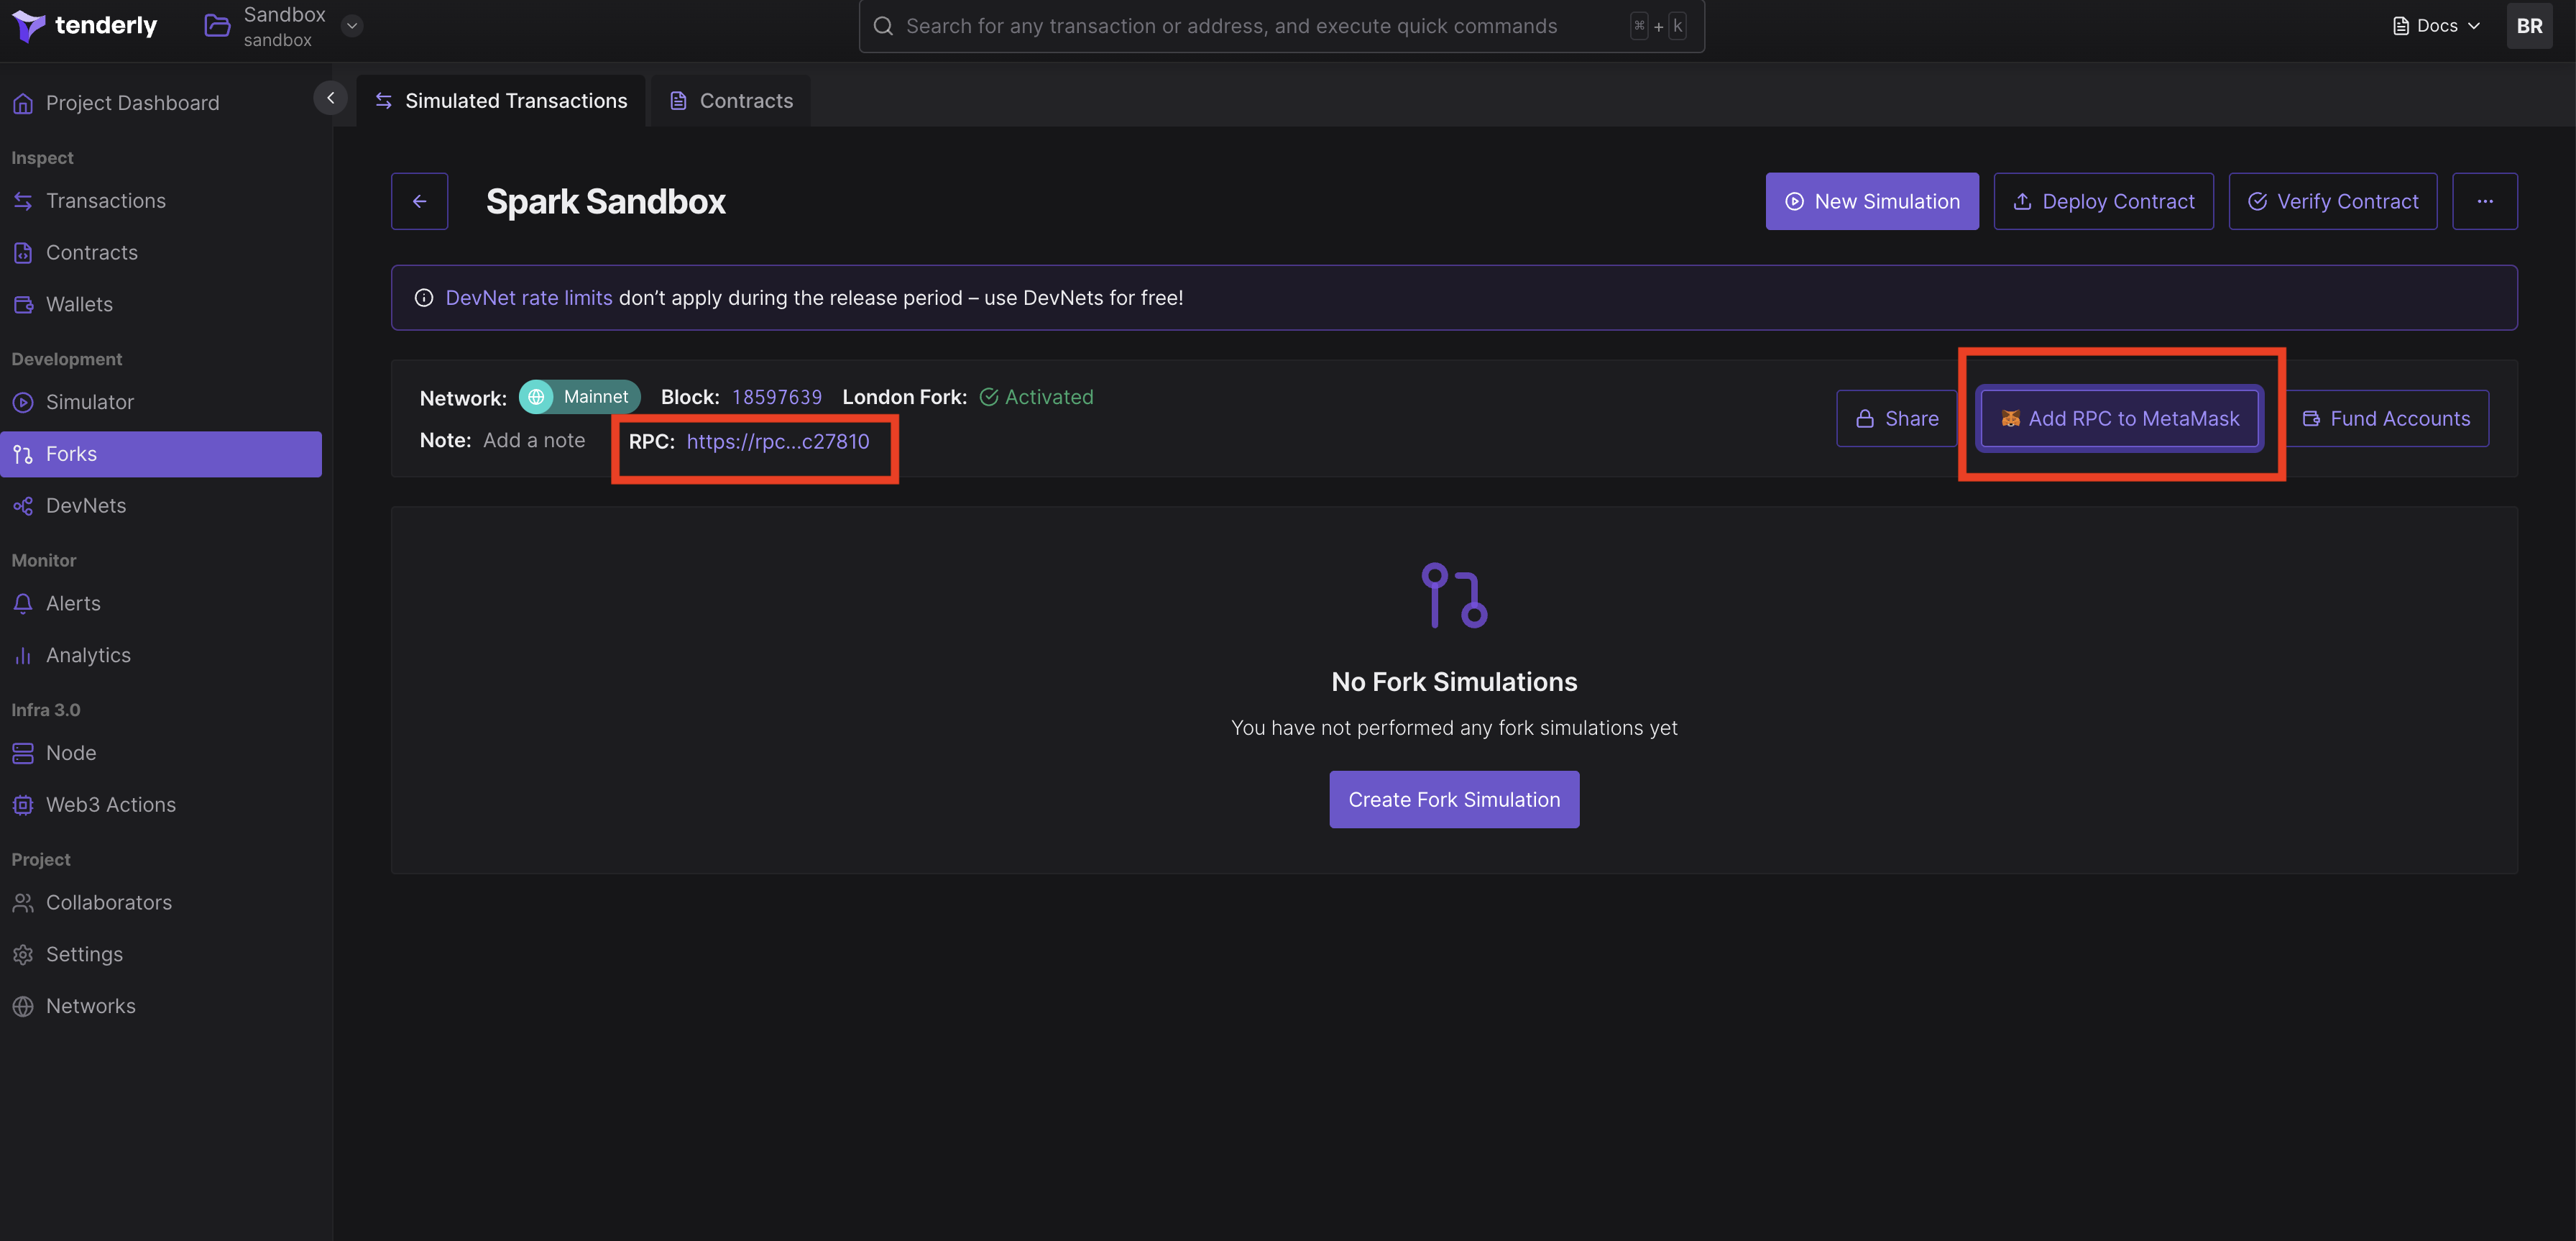 tenderly
Sandbox
sandbox
Search for any transaction or address, and execute quick commands
⌘ + k
Docs
BR
Project Dashboard
Inspect
Transactions
Contracts
Wallets
Development
Simulator
Forks
DevNets
Monitor
Alerts
Analytics
Infra 3.0
Node
Web3 Actions
Project
Collaborators
Settings
Networks
Simulated Transactions
Contracts
Spark Sandbox
New Simulation
Deploy Contract
Verify Contract
...
DevNet rate limits don’t apply during the release period – use DevNets for free!
Network: Mainnet Block: 18597639 London Fork: Activated
Note: Add a note RPC: https://rpc...c27810
Share
Add RPC to MetaMask
Fund Accounts
No Fork Simulations
You have not performed any fork simulations yet
Create Fork Simulation